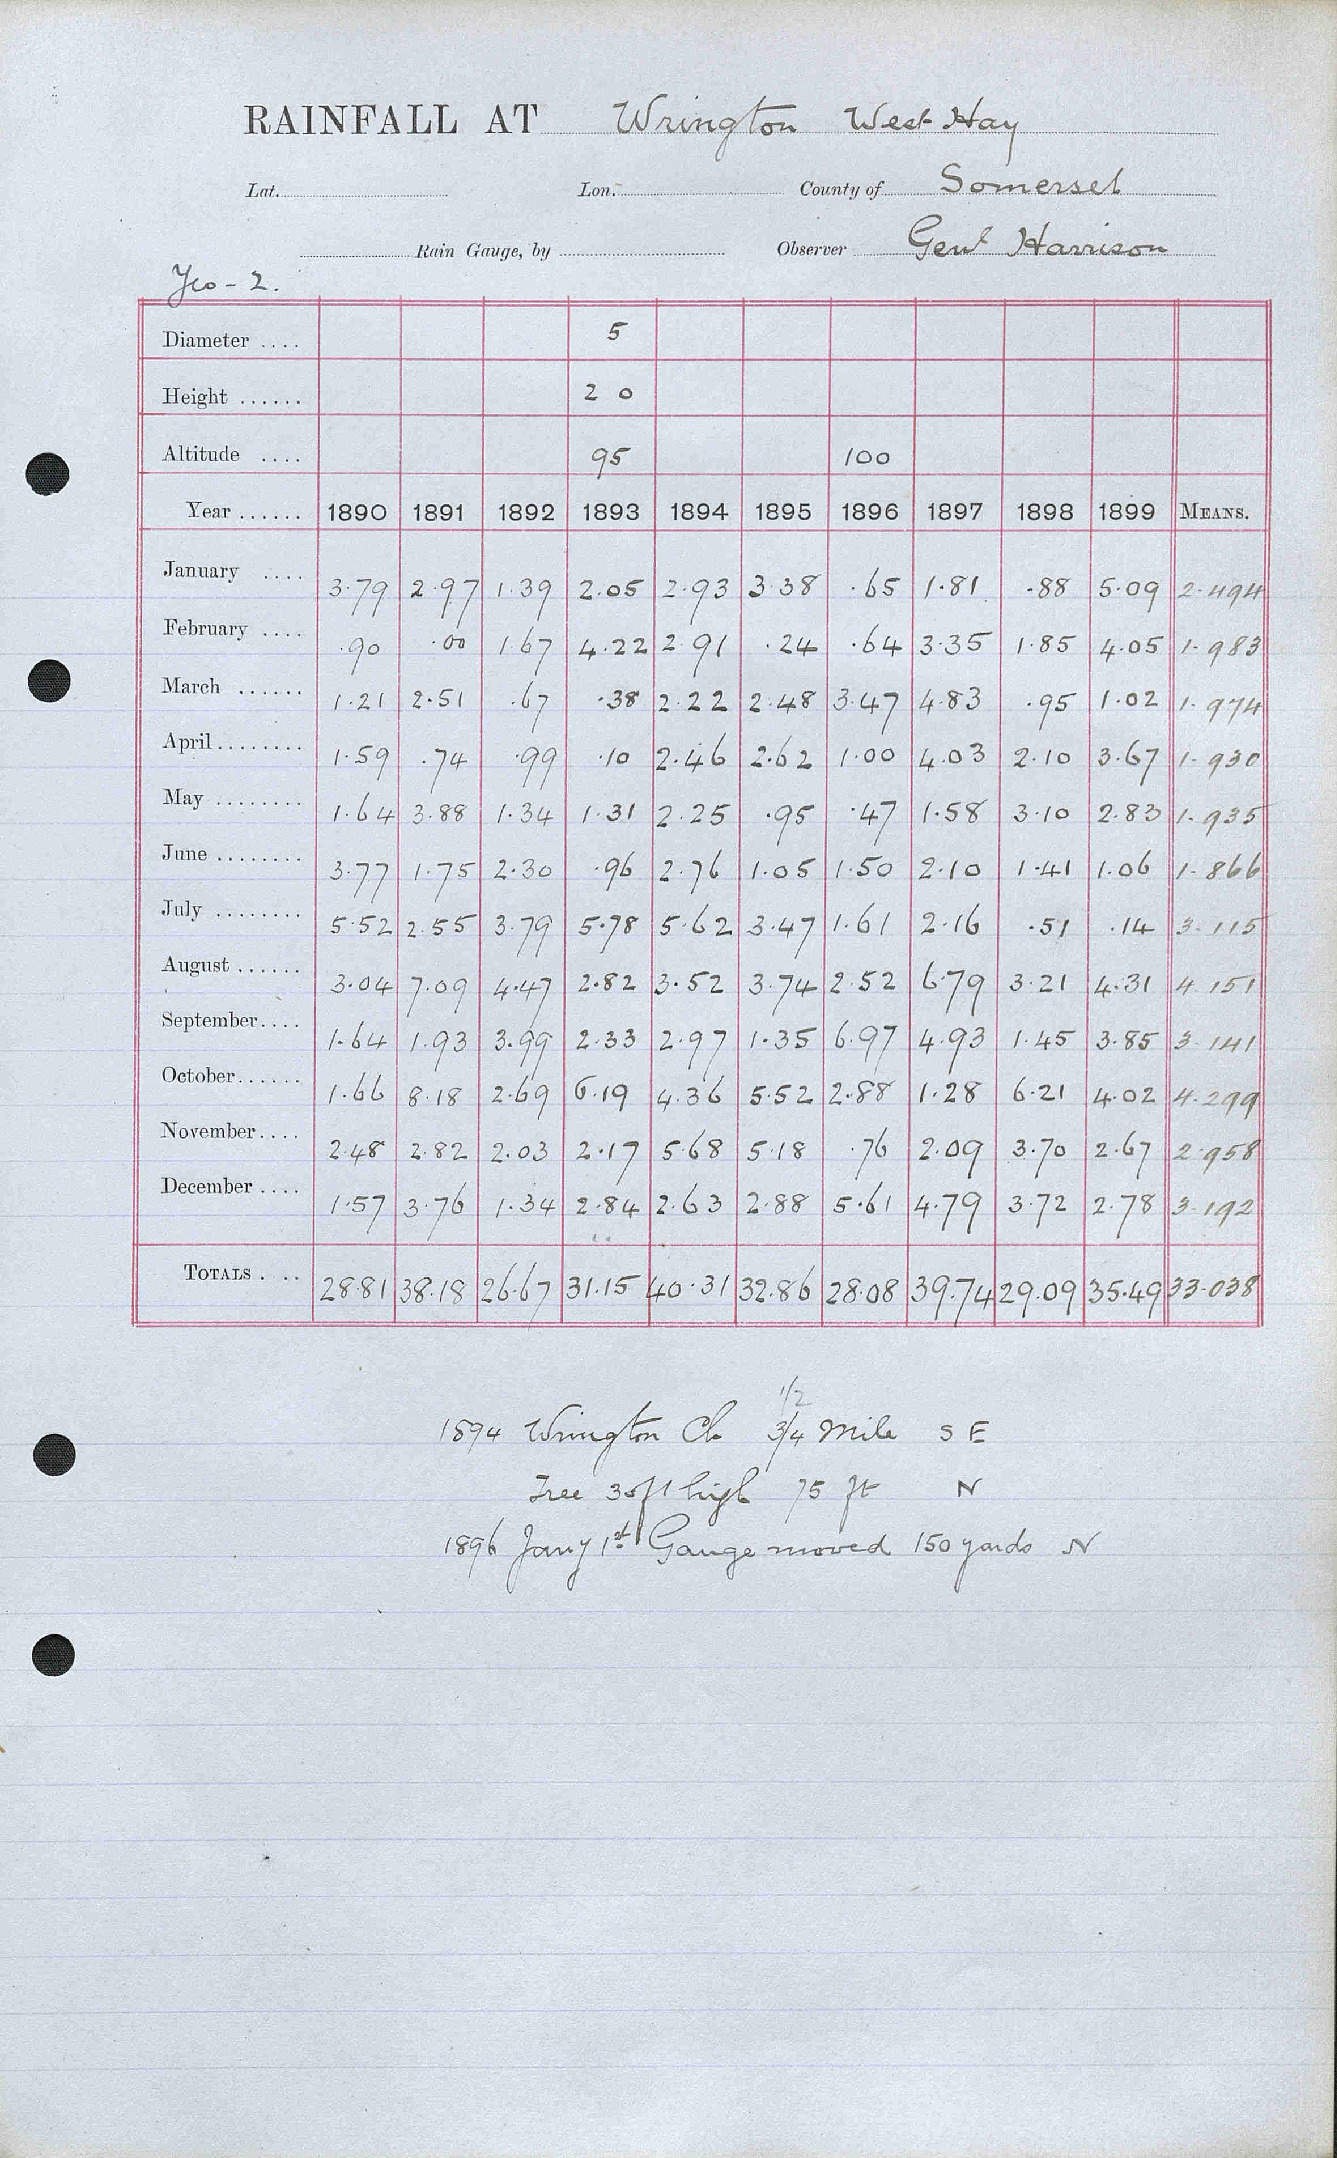 RAINFALL AT Wrington West Hay
Lat. Lon. County of Somerset
Rain Gauge, by Observer Genl Harrison
Yeo - 2.
Diameter .... 5
Height ...... 20
Altitude .... 95 100
Year ...... 1890 1891 1892 1893 1894 1895 1896 1897 1898 1899 MEANS.
January .... 3.79 2.97 1.39 2.05 2.93 3.38 .65 1.81 .88 5.09 2.494
February .... .90 .00 1.67 4.22 2.91 .24 .64 3.35 1.85 4.05 1.983
March ...... 1.21 2.51 .67 .38 2.22 2.48 3.47 4.83 .95 1.02 1.974
April ........ 1.59 .74 .99 .10 2.46 2.62 1.00 4.03 2.10 3.67 1.930
May ........ 1.64 3.88 1.34 1.31 2.25 .95 .47 1.58 3.10 2.83 1.935
June ........ 3.77 1.75 2.30 .96 2.76 1.05 1.50 2.10 1.41 1.06 1.866
July ........ 5.52 2.55 3.79 5.78 5.62 3.47 1.61 2.16 .51 .14 3.115
August ...... 3.04 7.09 4.47 2.82 3.52 3.74 2.52 6.79 3.21 4.31 4.151
September .... 1.64 1.93 3.99 2.33 2.97 1.35 6.97 4.93 1.45 3.85 3.141
October ...... 1.66 8.18 2.69 6.19 4.36 5.52 2.88 1.28 6.21 4.02 4.299
November .... 2.48 2.82 2.03 2.17 5.68 5.18 .76 2.09 3.70 2.67 2.958
December .... 1.57 3.76 1.34 2.84 2.63 2.88 5.61 4.79 3.72 2.78 3.192
TOTALS . .. 28.81 38.18 26.67 31.15 40.31 32.86 28.08 39.74 29.09 35.49 33.038
1/2
1894 Wrington Ch. 3/4 Mile S E
Tree 30ft high 75 ft N
1896 Jany 1st Gauge moved 150 yards N